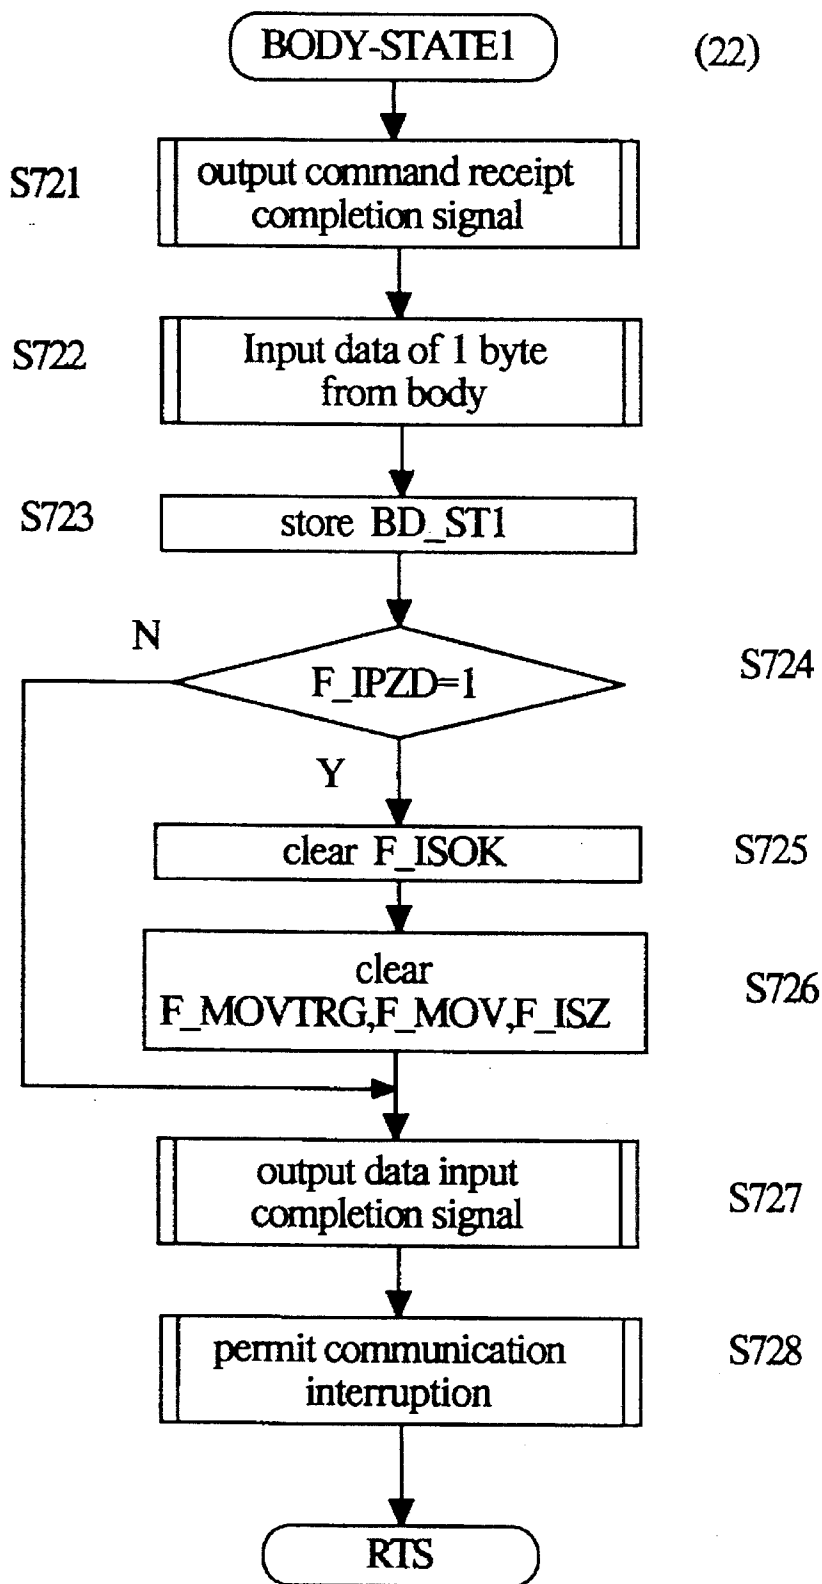 BODY-STATE1
(22)
S721
output command receipt
completion signal
S722
Input data of 1 byte
from body
S723
store BD_ST1
N
F_IPZD=1
S724
Y
clear F_ISOK
S725
clear
F_MOVTRG,F_MOV,F_ISZ
S726
output data input
completion signal
S727
permit communication
interruption
S728
RTS